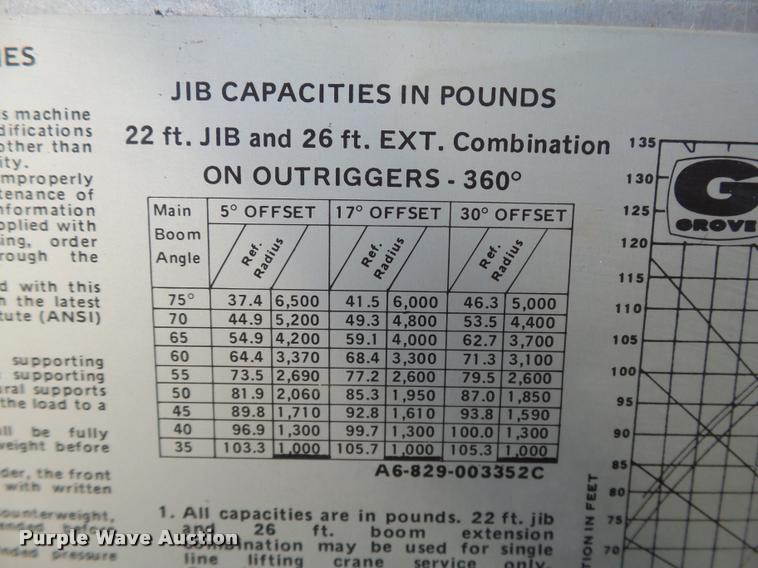 IES
s machine
difications
other than
ity.
mproperly
tenance of
nformation
pplied with
ing, order
rough the
d with this
n the latest
tute (ANSI)
supporting
supporting
ural supports
the load to a
ll be fully
weight before
der, the front
with written
ounterweight,
ended before
nded pressure
JIB CAPACITIES IN POUNDS
22 ft. JIB and 26 ft. EXT. Combination
ON OUTRIGGERS - 360°
Main Boom Angle 5° OFFSET 17° OFFSET 30° OFFSET
Ref. Radius Ref. Radius Ref. Radius
75° 37.4 6,500 41.5 6,000 46.3 5,000
70 44.9 5,200 49.3 4,800 53.5 4,400
65 54.9 4,200 59.1 4,000 62.7 3,700
60 64.4 3,370 68.4 3,300 71.3 3,100
55 73.5 2,690 77.2 2,600 79.5 2,600
50 81.9 2,060 85.3 1,950 87.0 1,850
45 89.8 1,710 92.8 1,610 93.8 1,590
40 96.9 1,300 99.7 1,300 100.0 1,300
35 103.3 1,000 105.7 1,000 105.3 1,000
A6-829-003352C
1. All capacities are in pounds. 22 ft. jib
and 26 ft. boom extension
combination may be used for single
line lifting crane service only.
135
130
125
120
115
110
105
100
95
90
85
80
75
70
TION IN FEET
G
GROVE
Purple Wave Auction